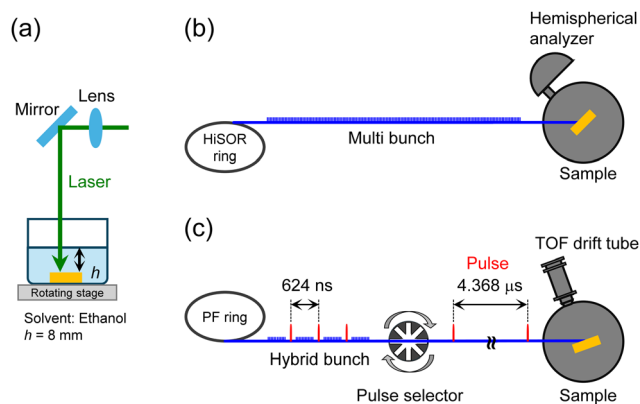 (a)
Mirror
Lens
Laser
h
Rotating stage
Solvent: Ethanol
h = 8 mm
(b)
Hemispherical
analyzer
HiSOR
ring
Multi bunch
Sample
(c)
TOF drift tube
Pulse
624 ns
4.368 μs
PF ring
Hybrid bunch
Pulse selector
Sample